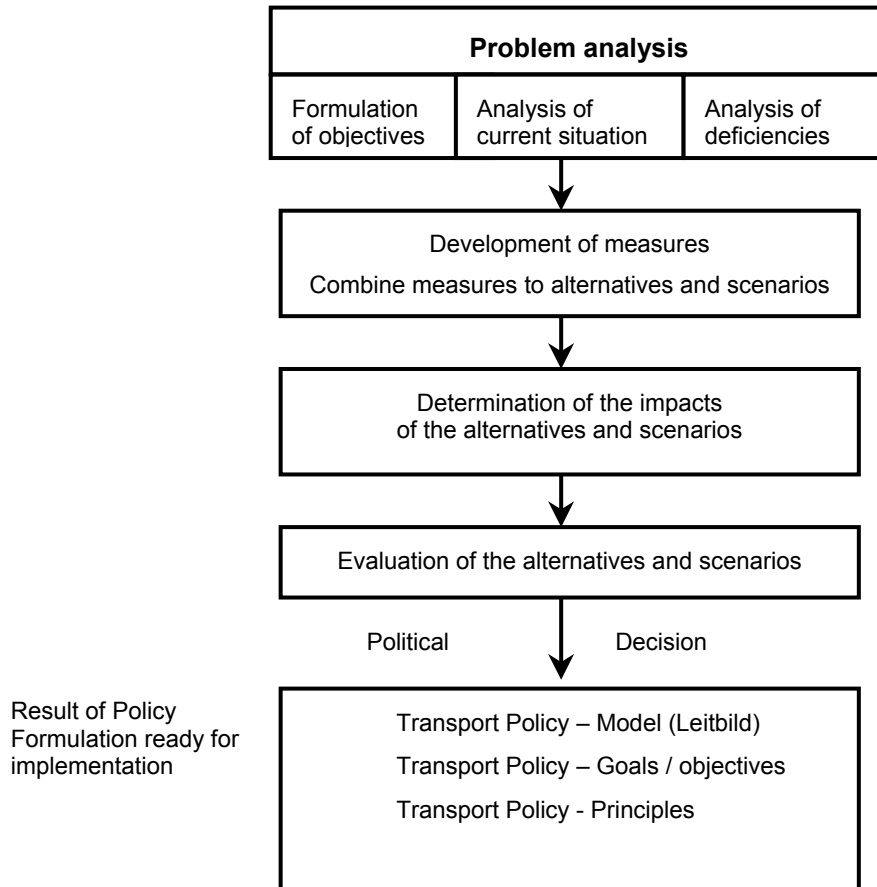 Problem analysis
Formulation
of objectives
Analysis of
current situation
Analysis of
deficiencies
Development of measures
Combine measures to alternatives and scenarios
Determination of the impacts
of the alternatives and scenarios
Evaluation of the alternatives and scenarios
Political Decision
Result of Policy
Formulation ready for
implementation
Transport Policy – Model (Leitbild)
Transport Policy – Goals / objectives
Transport Policy - Principles